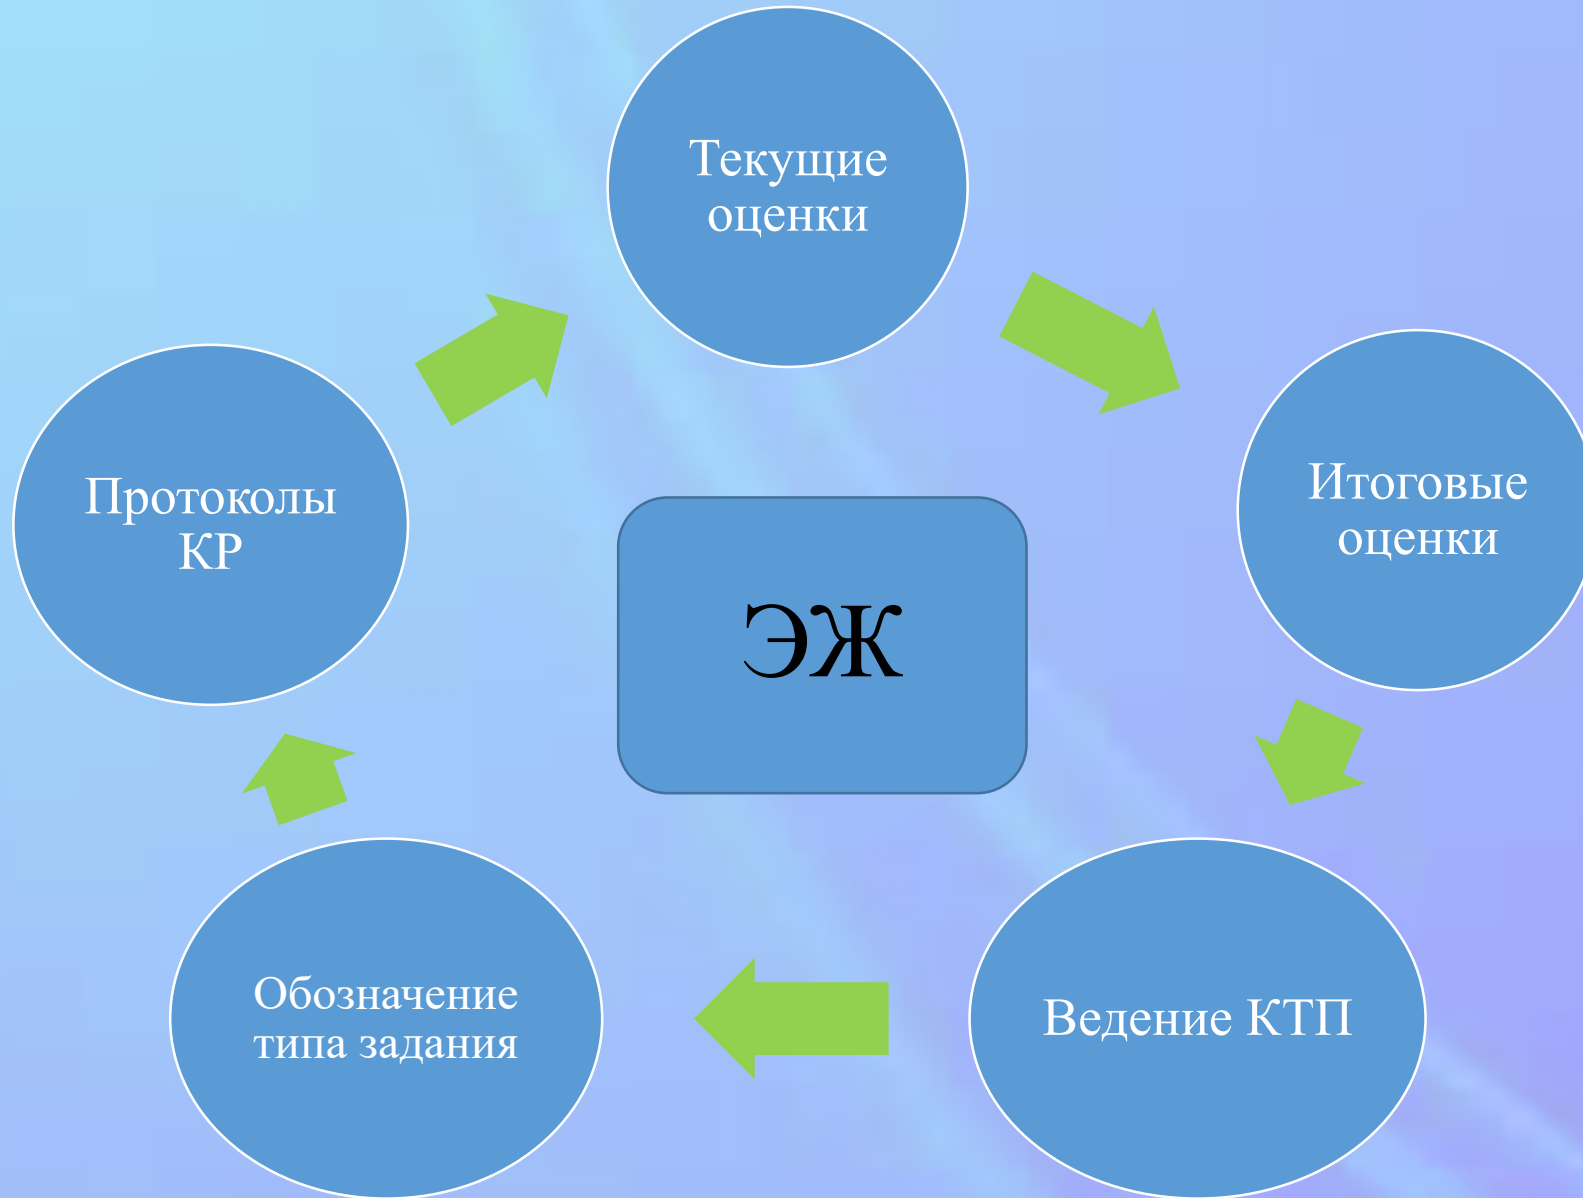 Текущие
оценки
Итоговые
оценки
Ведение КТП
Обозначение
типа задания
Протоколы
КР
ЭЖ